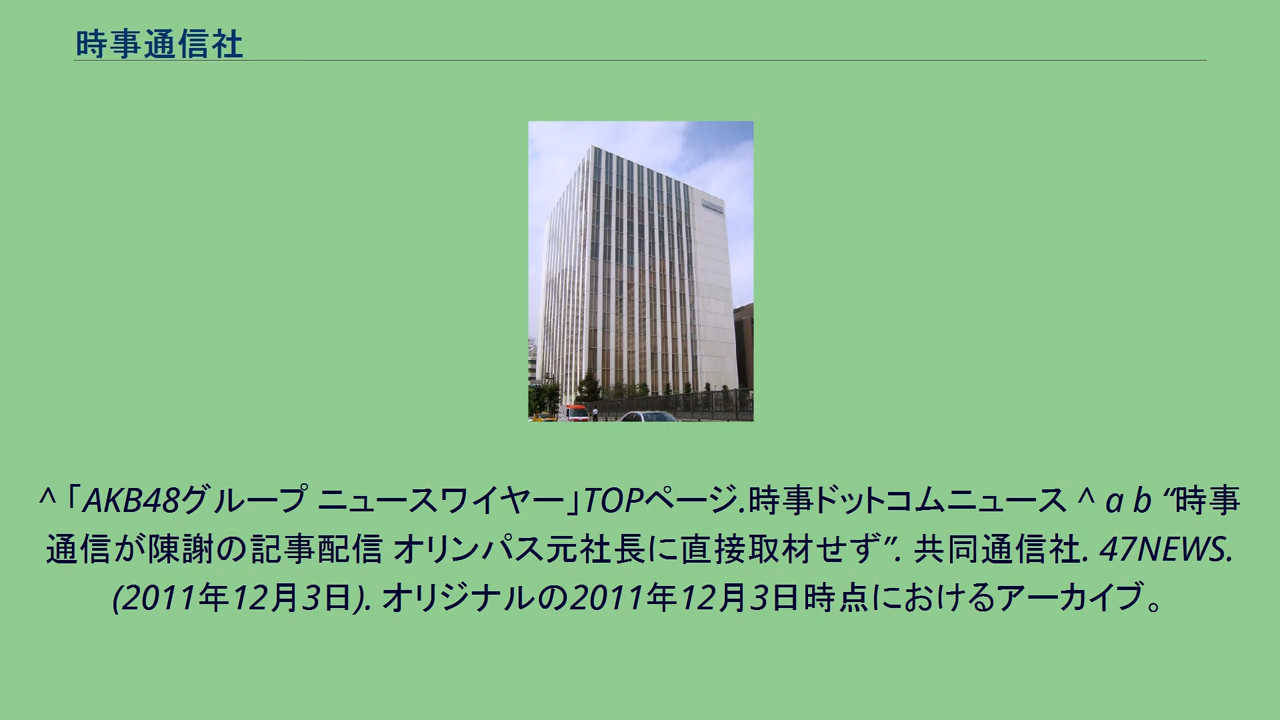 時事通信社
^ 「AKB48グループ ニュースワイヤー」TOPページ.時事ドットコムニュース ^ a b “時事
通信が陳謝の記事配信 オリンパス元社長に直接取材せず”. 共同通信社. 47NEWS.
(2011年12月3日). オリジナルの2011年12月3日時点におけるアーカイブ。